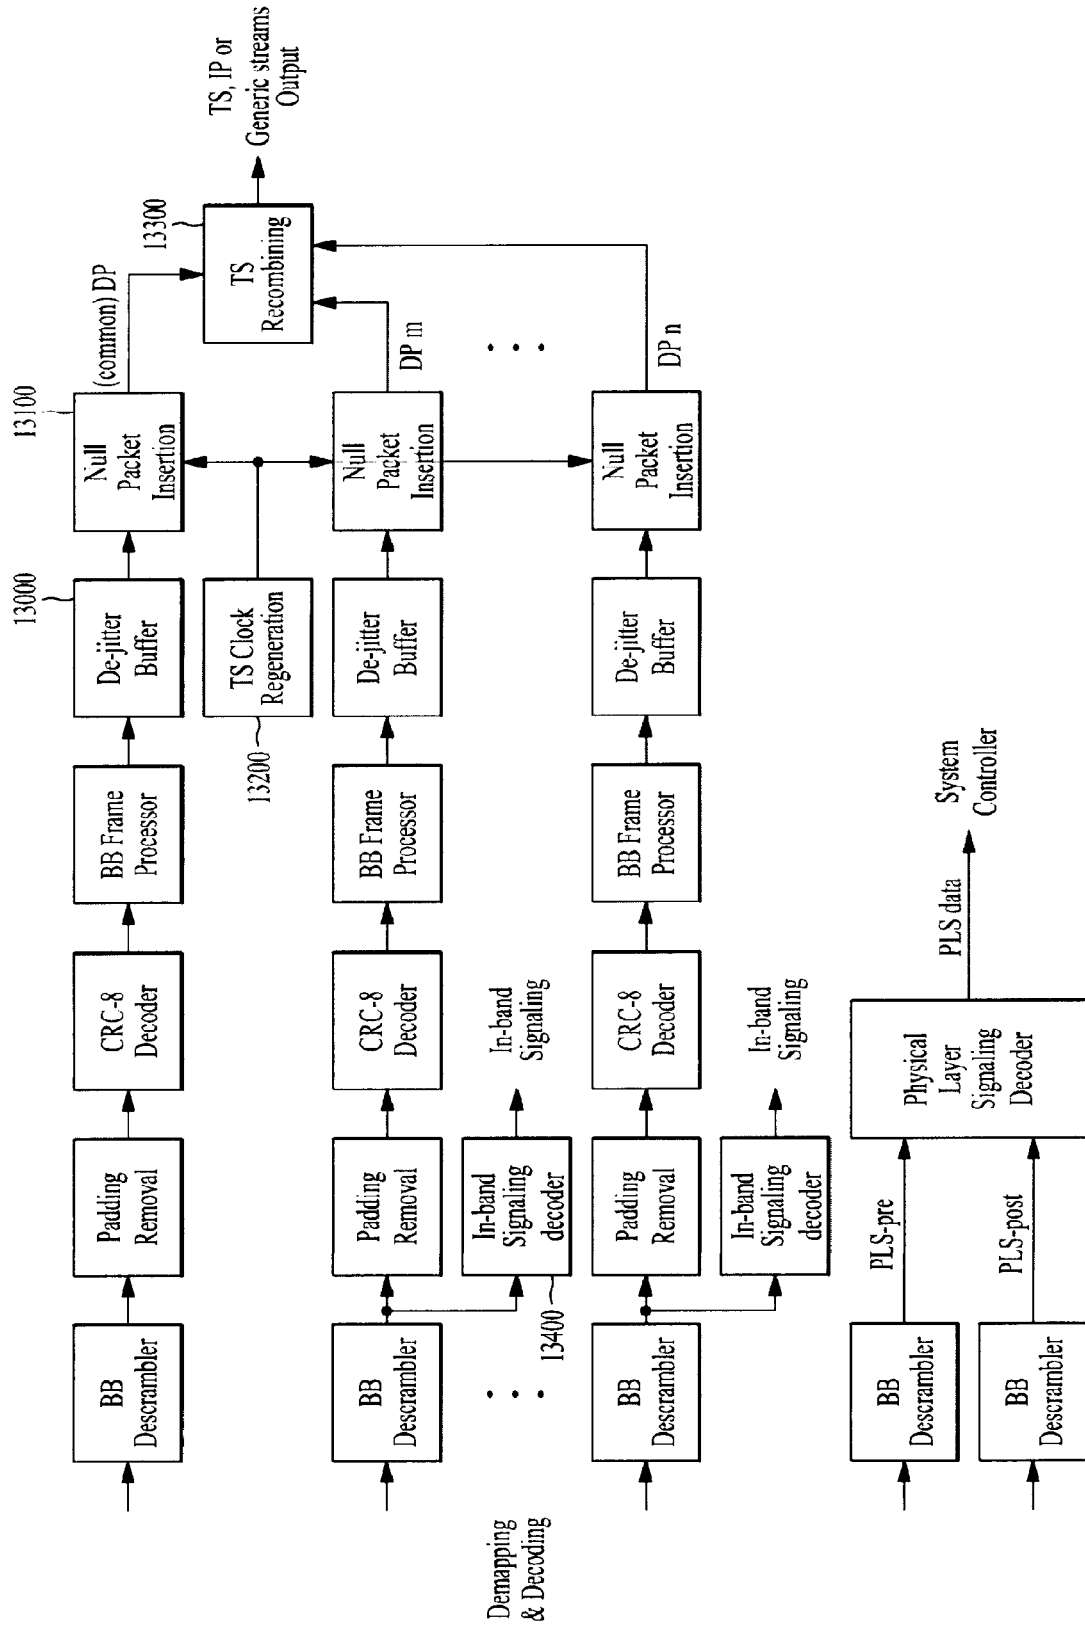 BB
Descrambler
Padding
Removal
CRC-8
Decoder
BB Frame
Processor
De-jitter
Buffer
13000
Null
Packet
Insertion
13100
(common) DP
TS Clock
Regeneration
13200
TS
Recombining
13300
TS, IP or
Generic streams
Output
BB
Descrambler
Padding
Removal
CRC-8
Decoder
BB Frame
Processor
De-jitter
Buffer
Null
Packet
Insertion
DP m
Demapping
& Decoding
In-band
Signaling
decoder
13400
In-band
Signaling
BB
Descrambler
Padding
Removal
CRC-8
Decoder
BB Frame
Processor
De-jitter
Buffer
Null
Packet
Insertion
DP n
In-band
Signaling
decoder
In-band
Signaling
BB
Descrambler
PLS-pre
BB
Descrambler
PLS-post
Physical
Layer
Signaling
Decoder
PLS data
System
Controller